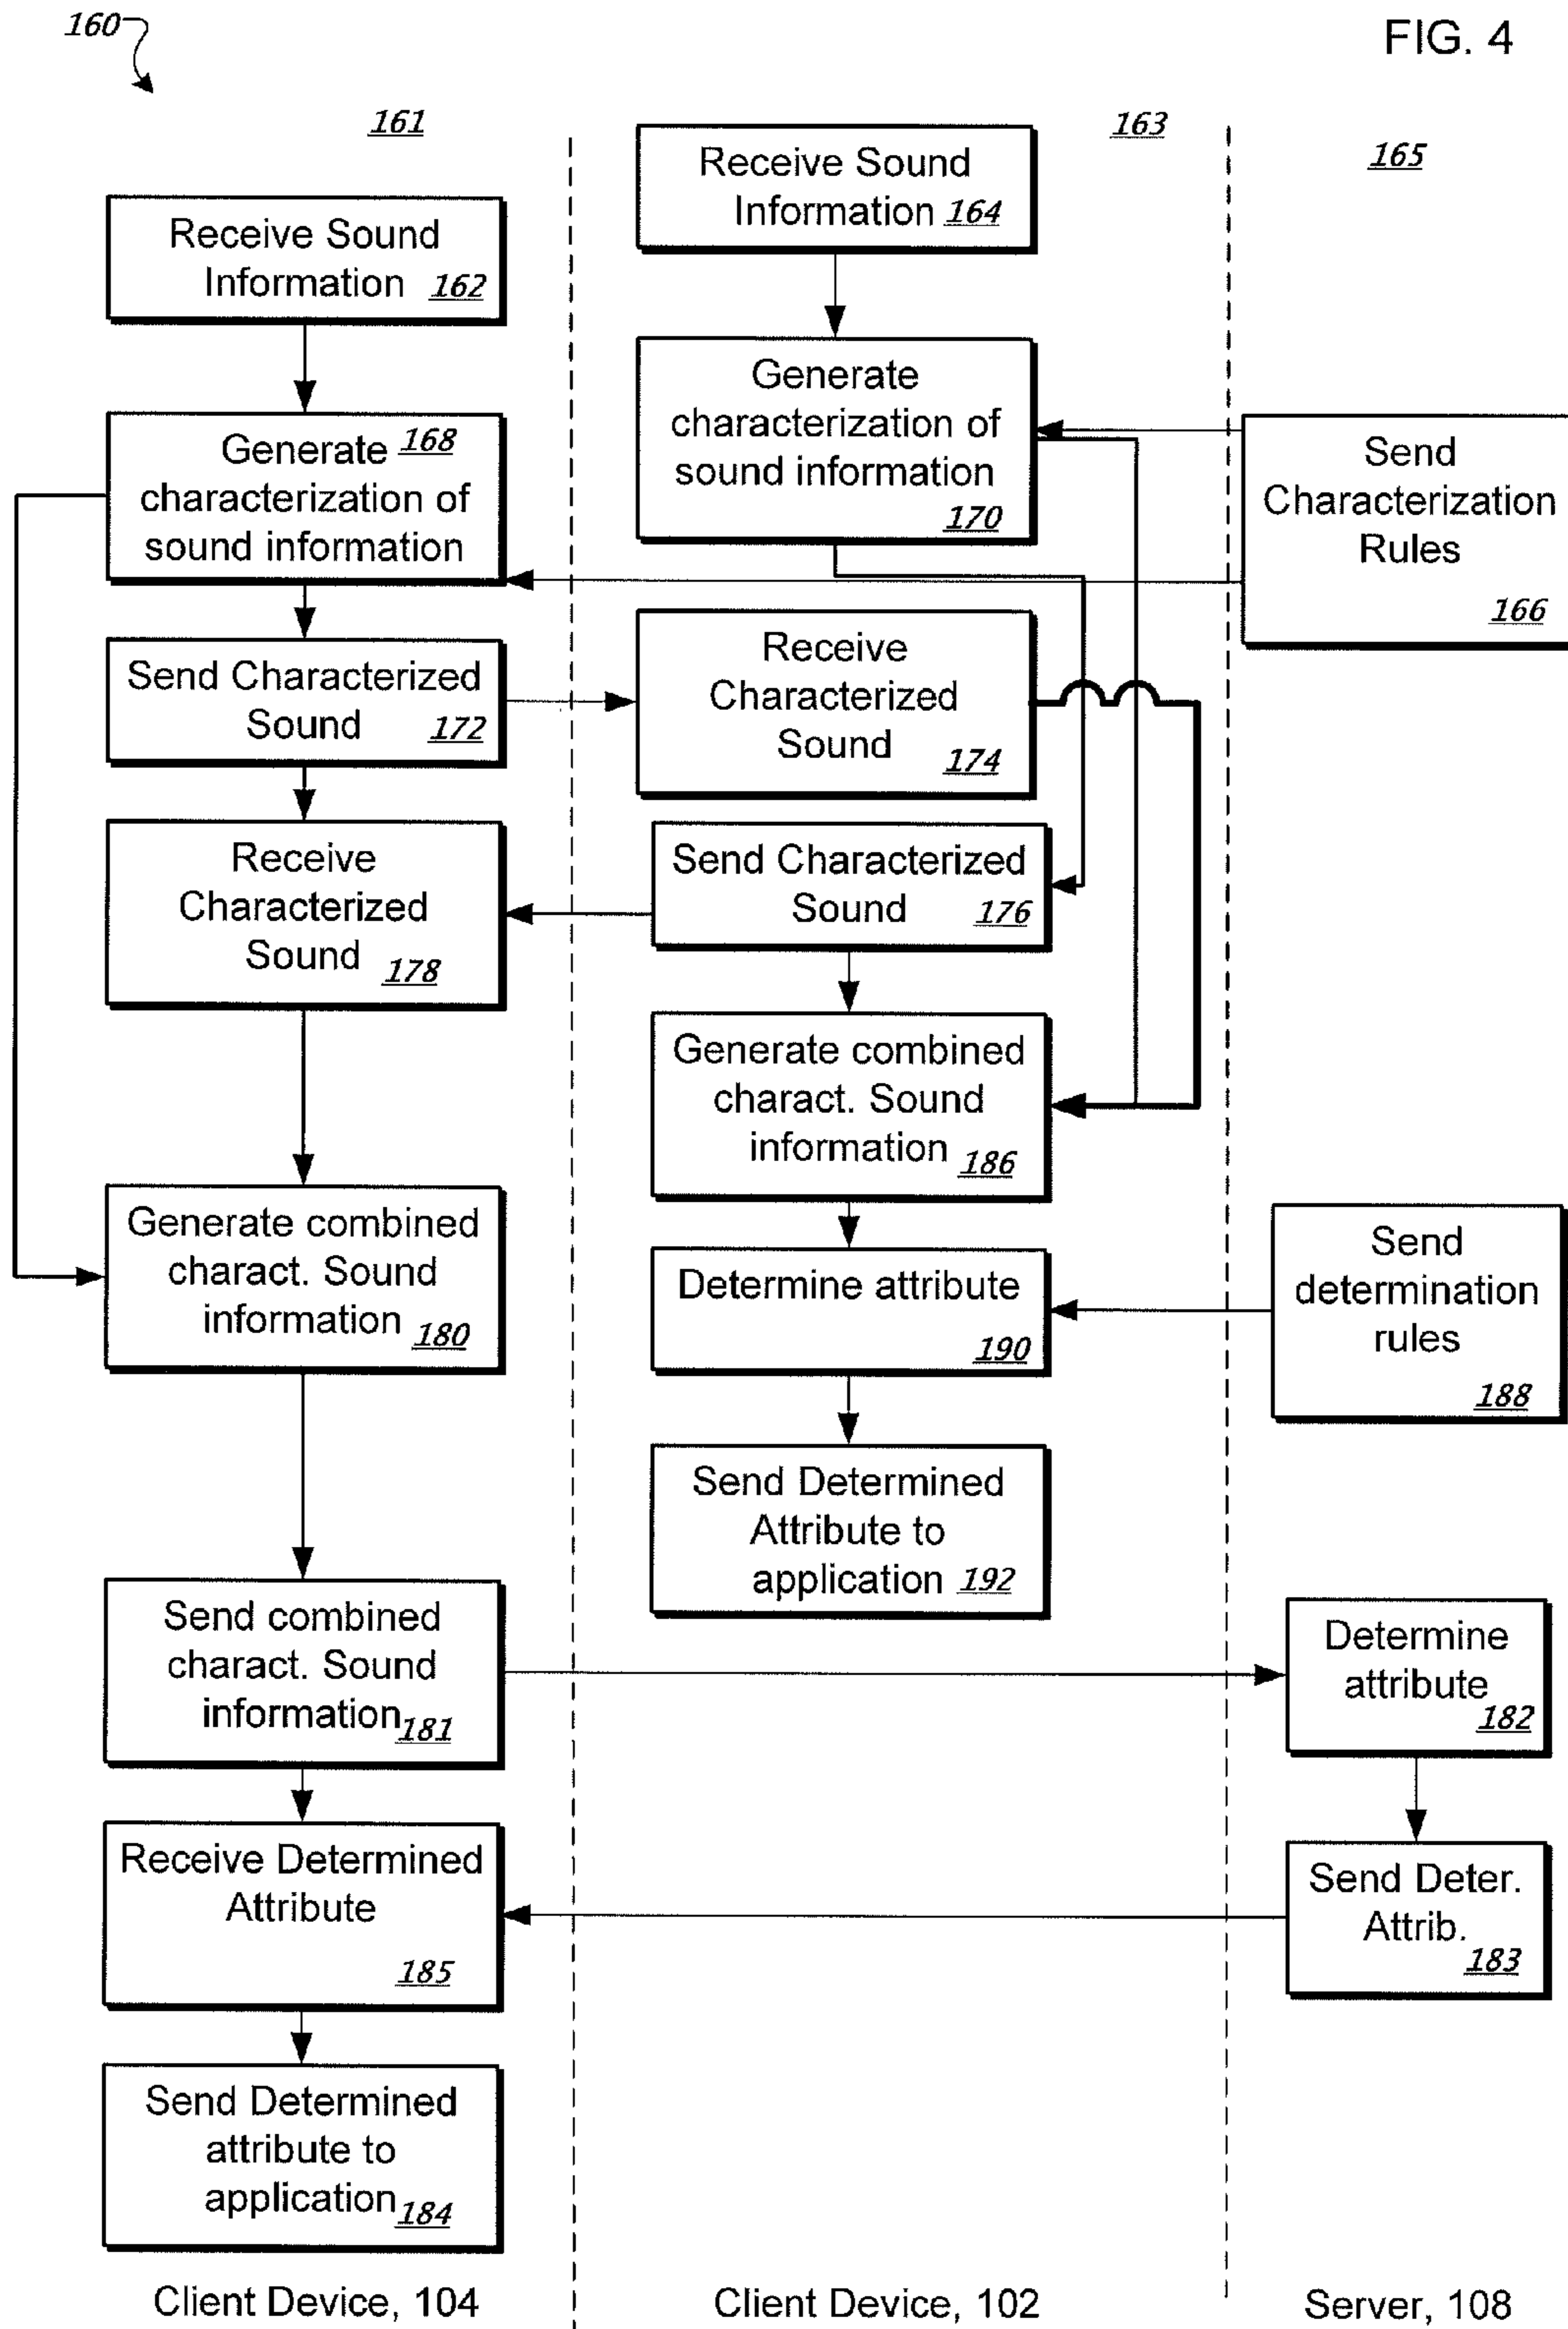 160
FIG. 4
161
163
165
Receive Sound
Information 162
Generate 168
characterization of
sound information
Send Characterized
Sound 172
Receive
Characterized
Sound 178
Generate combined
charact. Sound
information 180
Send combined
charact. Sound
information 181
Receive Determined
Attribute
185
Send Determined
attribute to
application 184
Client Device, 104
Receive Sound
Information 164
Generate
characterization of
sound information
170
Receive
Characterized
Sound 174
Send Characterized
Sound 176
Generate combined
charact. Sound
information 186
Determine attribute
190
Send Determined
Attribute to
application 192
Client Device, 102
Send
Characterization
Rules
166
Send
determination
rules
188
Determine
attribute
182
Send Deter.
Attrib.
183
Server, 108